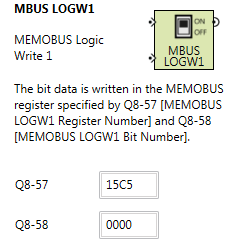 MBUS LOGW1
MEMOBUS Logic
Write 1
ON
OFF
MBUS
LOGW1
The bit data is written in the MEMOBUS
register specified by Q8-57 [MEMOBUS
LOGW1 Register Number] and Q8-58
[MEMOBUS LOGW1 Bit Number].
Q8-57 15C5
Q8-58 0000